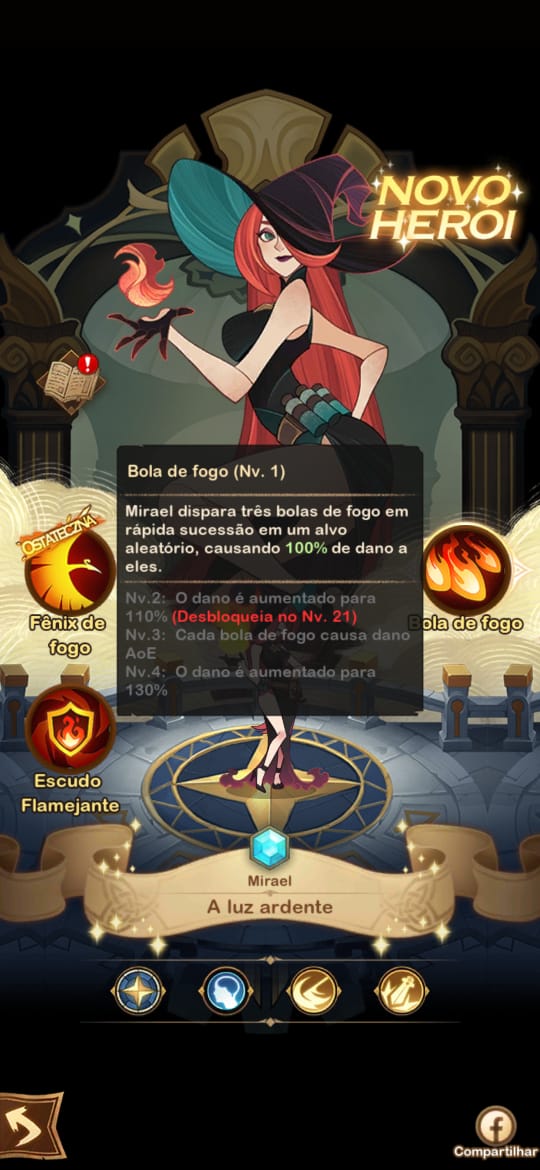 NOVO
HEROI
Bola de fogo (Nv. 1)
Mirael dispara três bolas de fogo em
rápida sucessão em um alvo
aleatório, causando 100% de dano a
eles.
Nv.2: O dano é aumentado para
110% (Desbloqueia no Nv. 21)
Nv.3: Cada bola de fogo causa dano
AoE
Nv.4: O dano é aumentado para
130%
OSTATECZNA
Fênix de
fogo
Bola de fogo
Escudo
Flamejante
Mirael
A luz ardente
Compartilhar